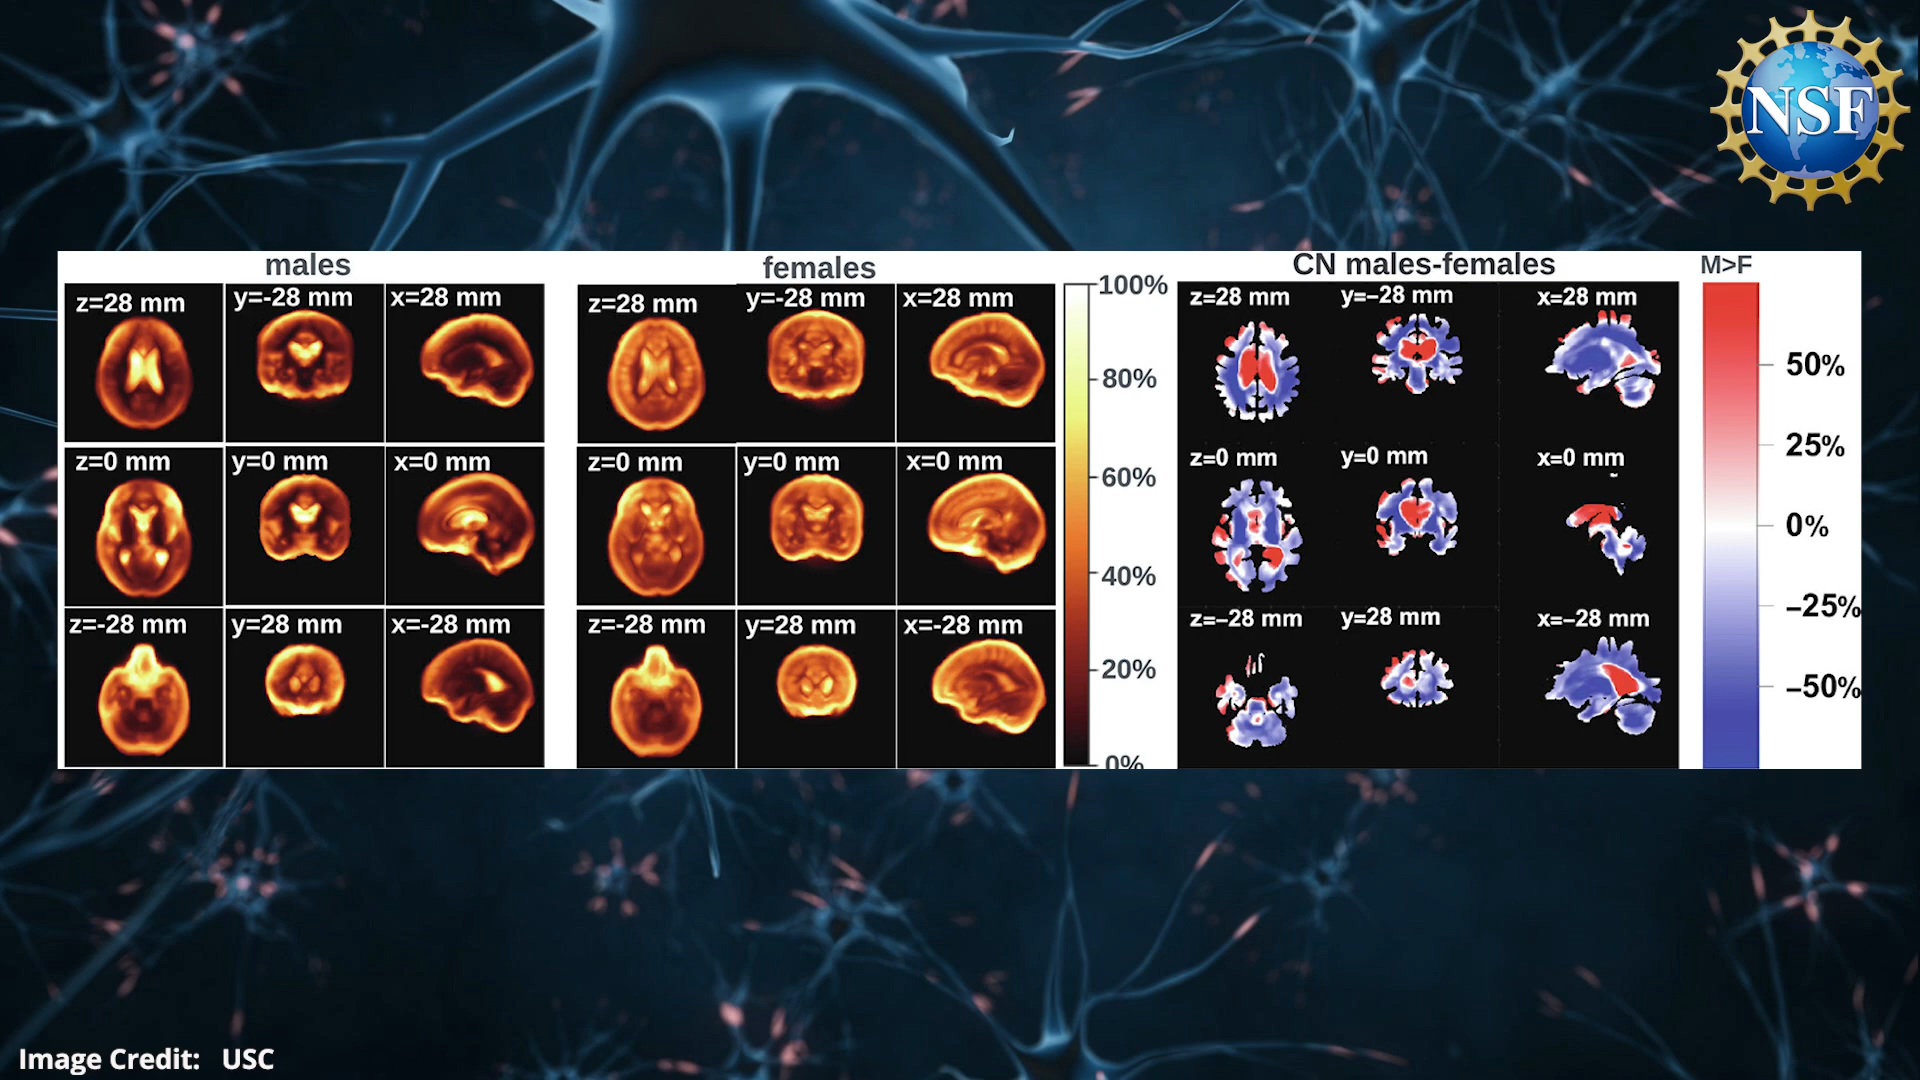 NSF
males
z=28 mm
y=-28 mm
x=28 mm
z=0 mm
y=0 mm
x=0 mm
z=-28 mm
y=28 mm
x=-28 mm
females
z=28 mm
y=-28 mm
x=28 mm
z=0 mm
y=0 mm
x=0 mm
z=-28 mm
y=28 mm
x=-28 mm
100%
80%
60%
40%
20%
0%
CN males-females
z=28 mm
y=−28 mm
x=28 mm
z=0 mm
y=0 mm
x=0 mm
z=−28 mm
y=28 mm
x=−28 mm
M>F
50%
25%
0%
−25%
−50%
Image Credit: USC